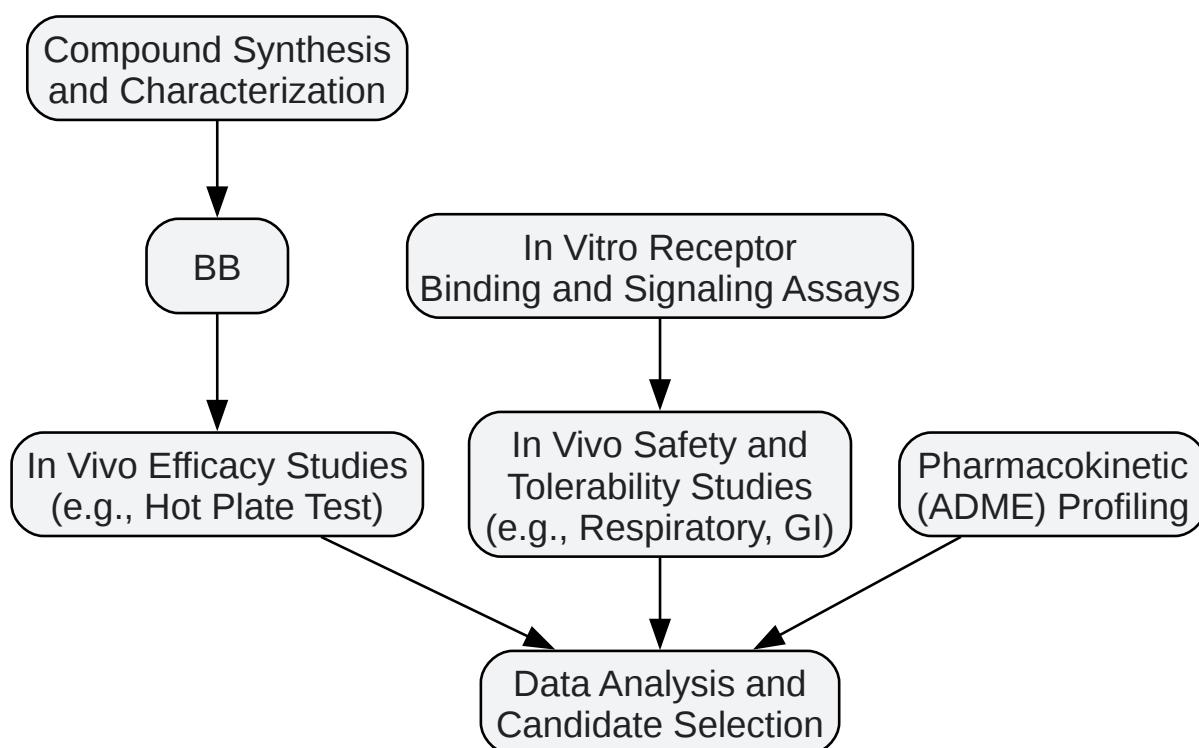 Compound Synthesis
and Characterization
BB
In Vitro Receptor
Binding and Signaling Assays
In Vivo Efficacy Studies
(e.g., Hot Plate Test)
In Vivo Safety and
Tolerability Studies
(e.g., Respiratory, GI)
Pharmacokinetic
(ADME) Profiling
Data Analysis and
Candidate Selection